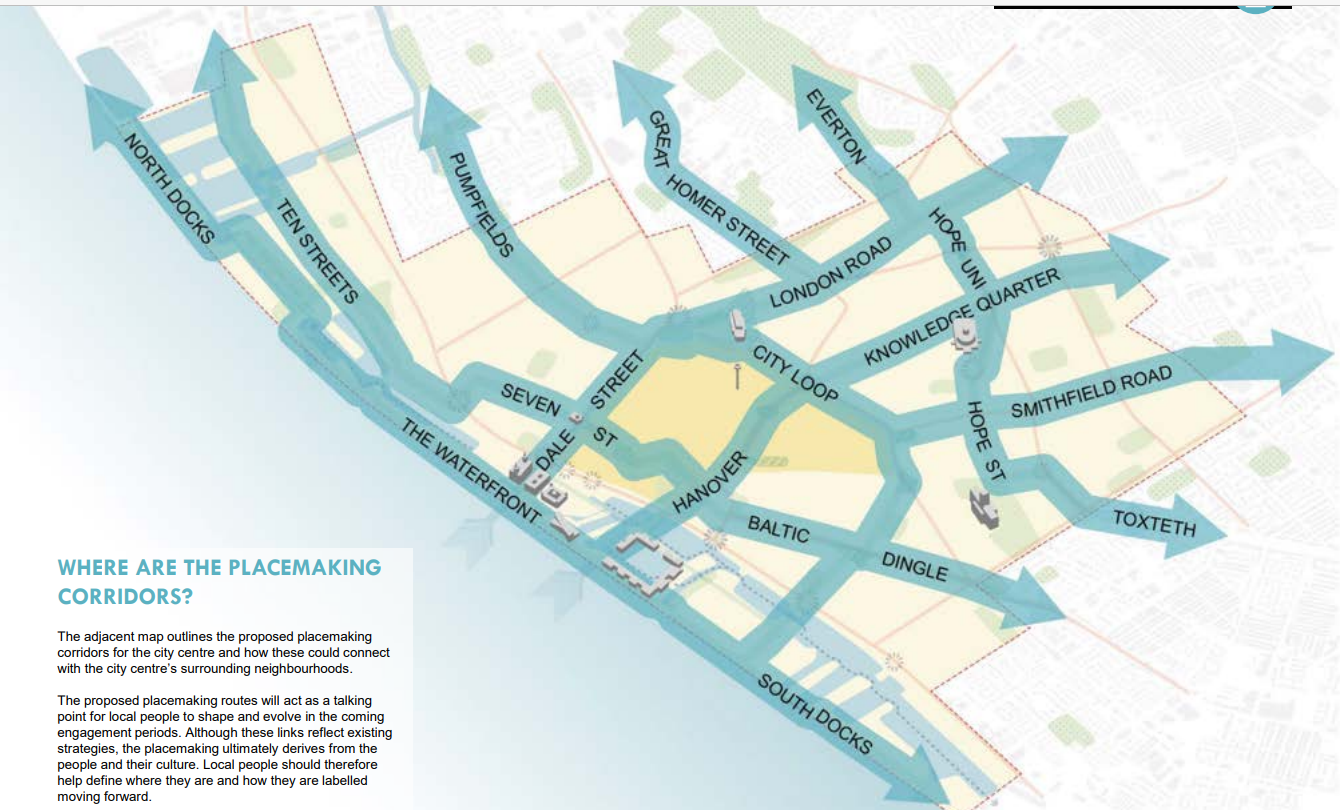 NORTH DOCKS
TEN STREETS
PUMPFIELDS
GREAT HOMER STREET
EVERTON
HOPE UNI
LONDON ROAD
KNOWLEDGE QUARTER
CITY LOOP
SMITHFIELD ROAD
HOPE ST
TOXTETH
SEVEN ST
DALE STREET
HANOVER
THE WATERFRONT
BALTIC
DINGLE
SOUTH DOCKS
WHERE ARE THE PLACEMAKING
CORRIDORS?
The adjacent map outlines the proposed placemaking
corridors for the city centre and how these could connect
with the city centre's surrounding neighbourhoods.
The proposed placemaking routes will act as a talking
point for local people to shape and evolve in the coming
engagement periods. Although these links reflect existing
strategies, the placemaking ultimately derives from the
people and their culture. Local people should therefore
help define where they are and how they are labelled
moving forward.